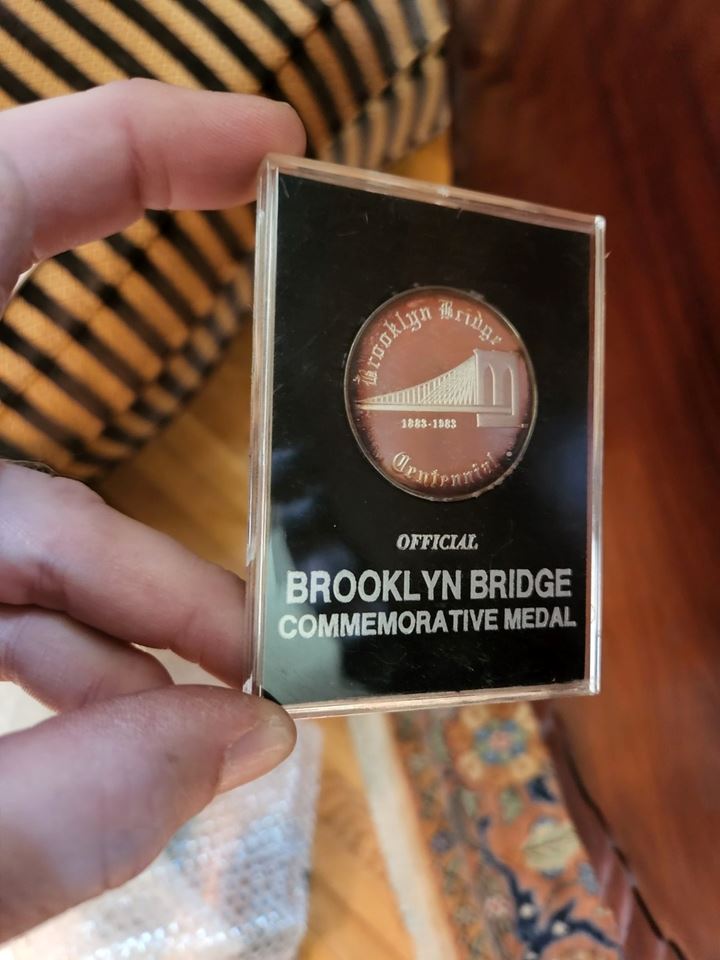 Brooklyn Bridge
1883-1983
Centennial
OFFICIAL
BROOKLYN BRIDGE
COMMEMORATIVE MEDAL